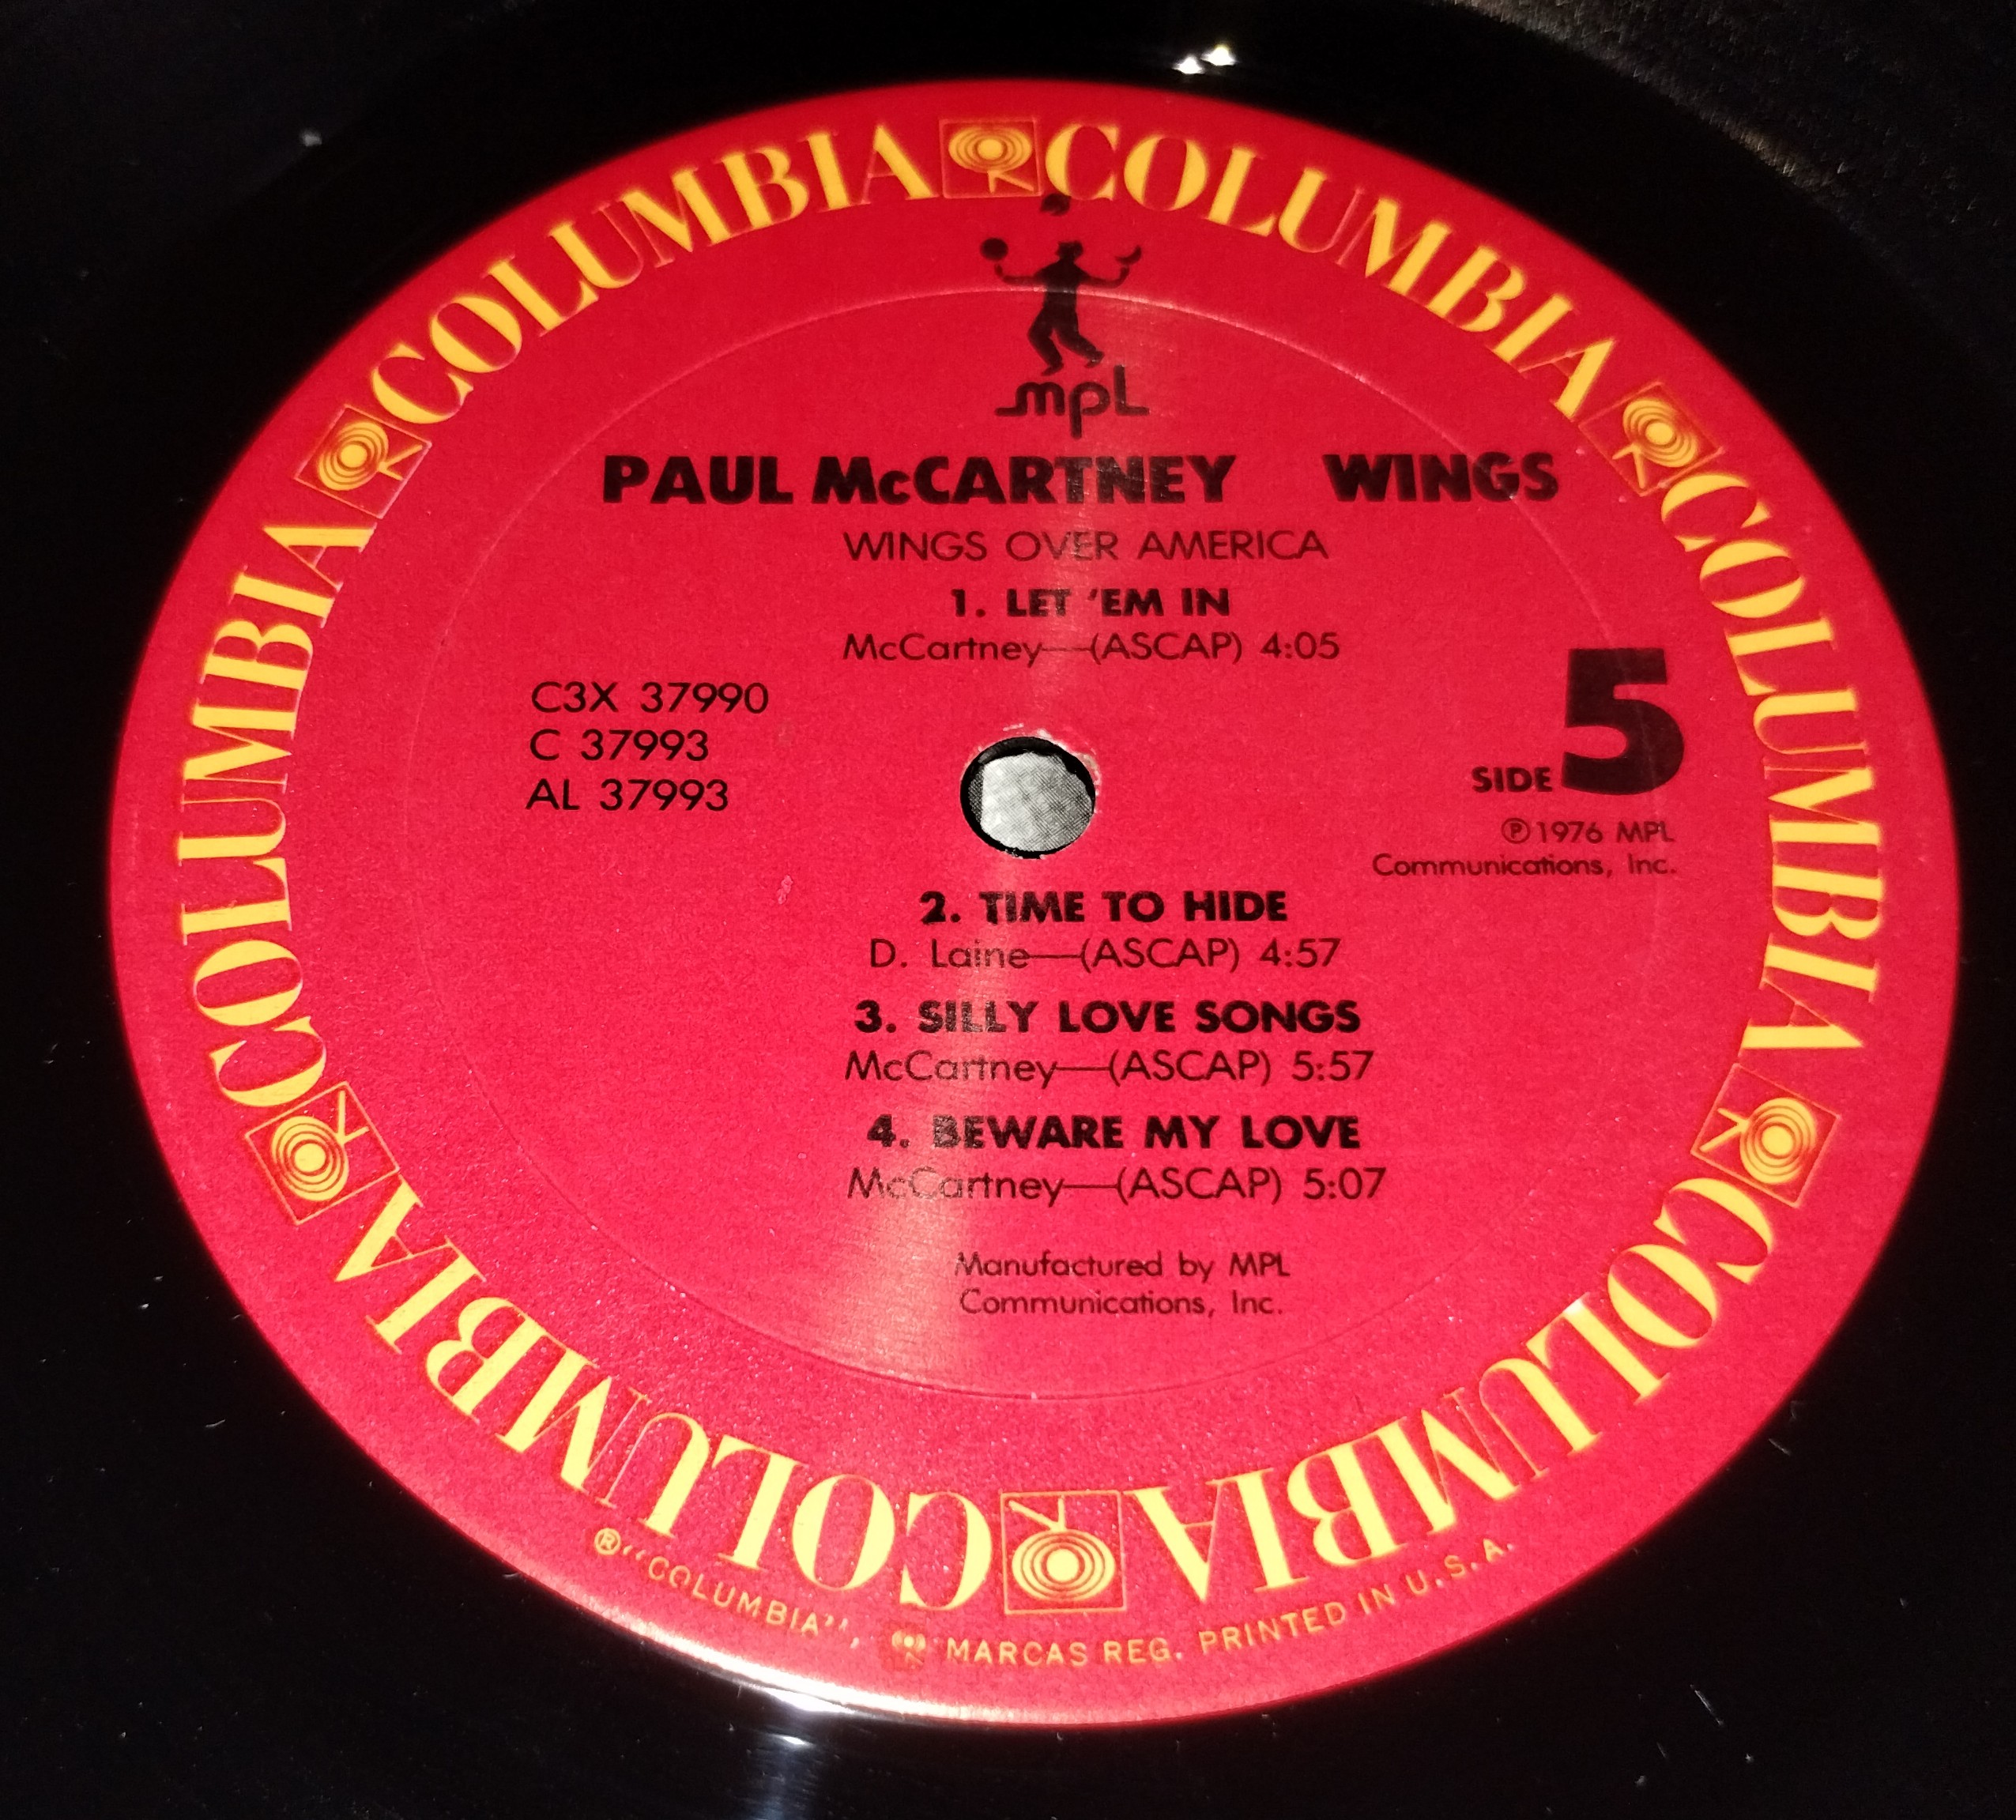 COLUMBIA COLUMBIA COLUMBIA COLUMBIA COLUMBIA COLUMBIA
mpl
PAUL McCARTNEY WINGS
WINGS OVER AMERICA
1. LET 'EM IN
McCartney—(ASCAP) 4:05
C3X 37990
C 37993
AL 37993
SIDE 5
℗1976 MPL
Communications, Inc.
2. TIME TO HIDE
D. Laine—(ASCAP) 4:57
3. SILLY LOVE SONGS
McCartney—(ASCAP) 5:57
4. BEWARE MY LOVE
McCartney—(ASCAP) 5:07
Manufactured by MPL
Communications, Inc.
®"COLUMBIA", MARCAS REG. PRINTED IN U.S.A.